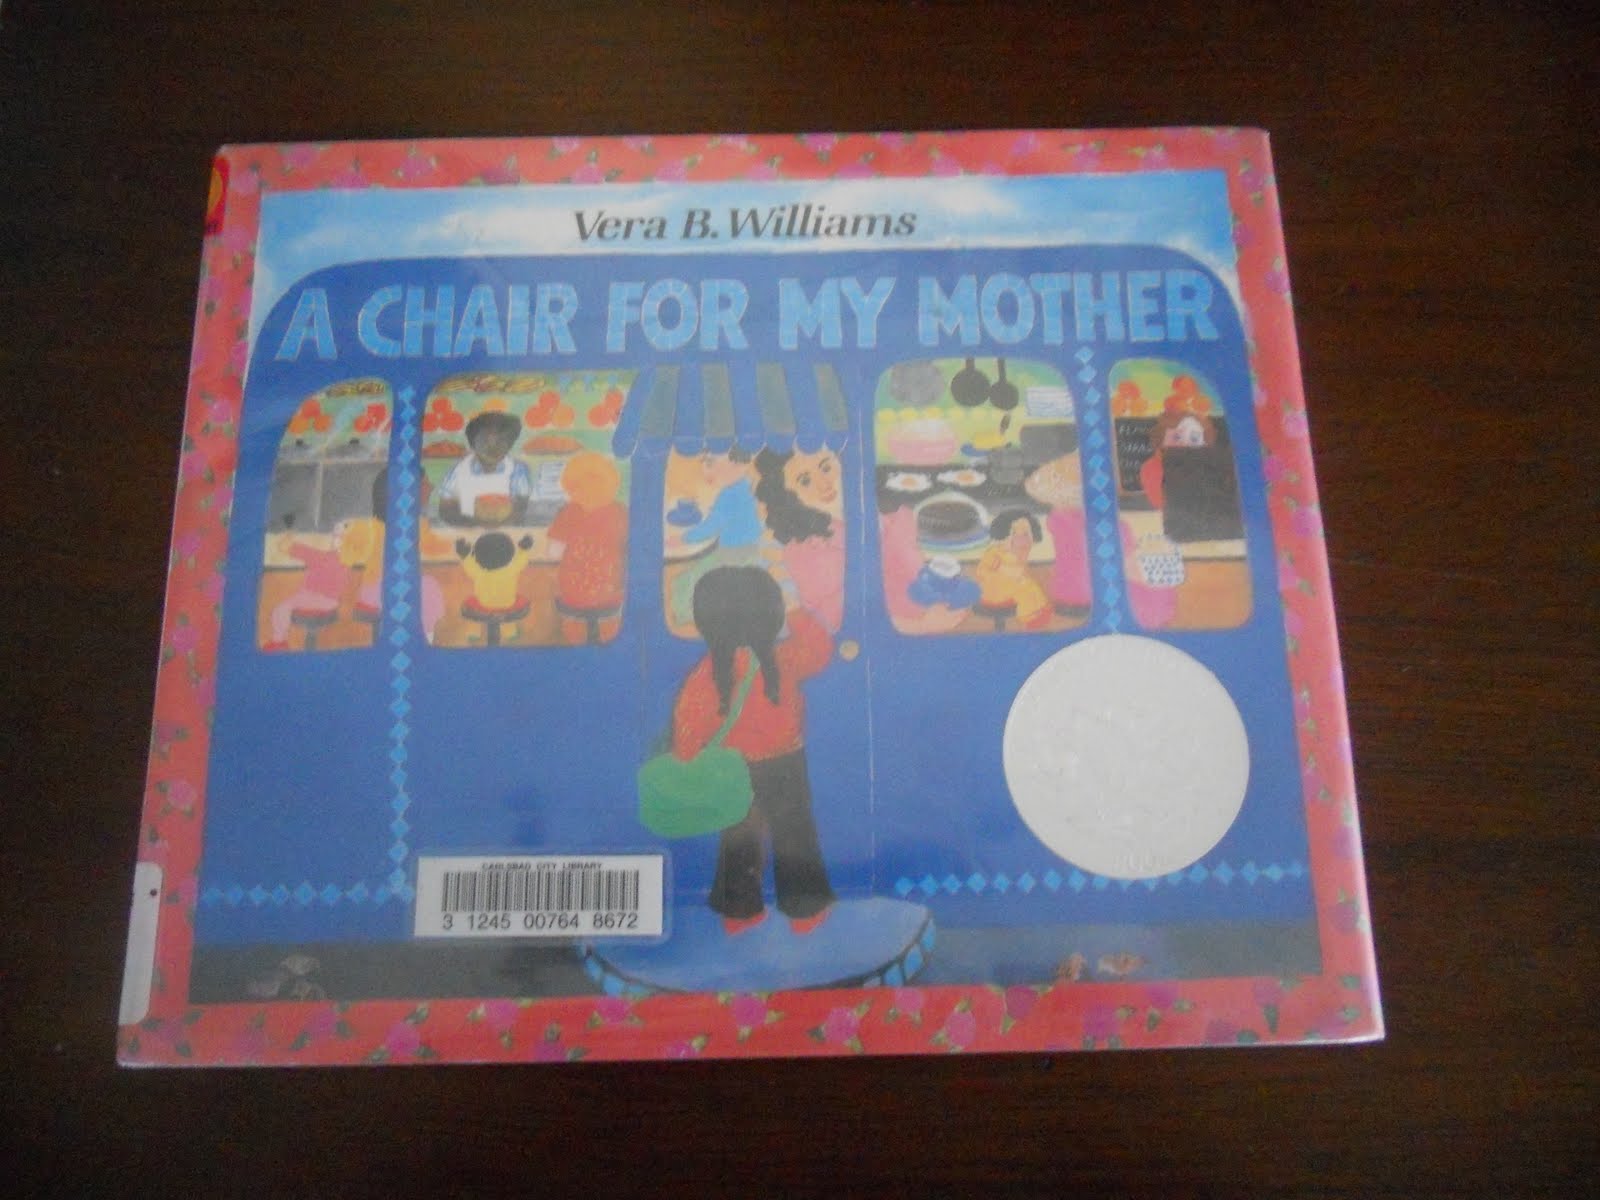 Vera B. Williams
A CHAIR FOR MY MOTHER
CARLSBAD CITY LIBRARY
3 1245 00764 8672